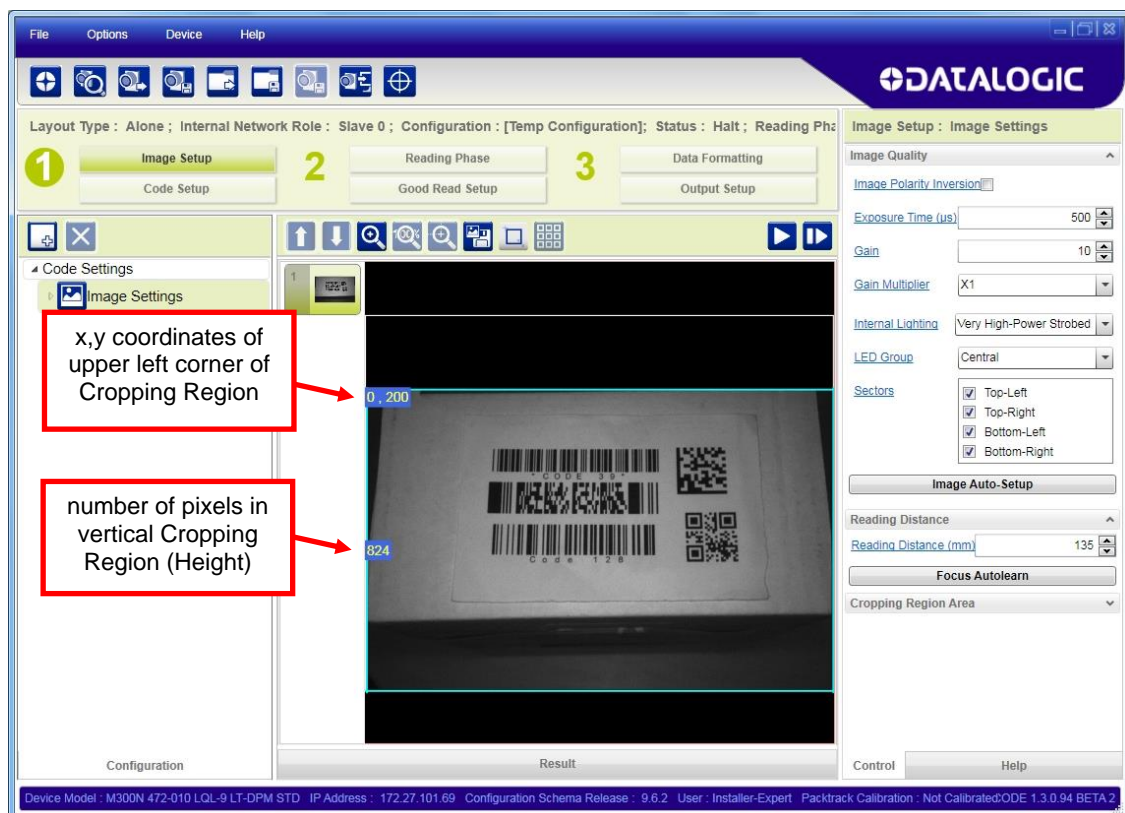 File Options Device Help
DATALOGIC
Layout Type : Alone ; Internal Network Role : Slave 0 ; Configuration : [Temp Configuration]; Status : Halt ; Reading Pha
1 Image Setup 2 Reading Phase 3 Data Formatting
Code Setup Good Read Setup Output Setup
Code Settings
Image Settings
x,y coordinates of
upper left corner of
Cropping Region
number of pixels in
vertical Cropping
Region (Height)
Configuration
100%
1
0 , 200
824
*CODE 39*
Code 128
Result
Image Setup : Image Settings
Image Quality
Image Polarity Inversion
Exposure Time (µs) 500
Gain 10
Gain Multiplier X1
Internal Lighting Very High-Power Strobed
LED Group Central
Sectors Top-Left
Top-Right
Bottom-Left
Bottom-Right
Image Auto-Setup
Reading Distance
Reading Distance (mm) 135
Focus Autolearn
Cropping Region Area
Control Help
Device Model : M300N 472-010 LQL-9 LT-DPM STD IP Address : 172.27.101.69 Configuration Schema Release : 9.6.2 User : Installer-Expert Packtrack Calibration : Not Calibrated CODE 1.3.0.94 BETA 2